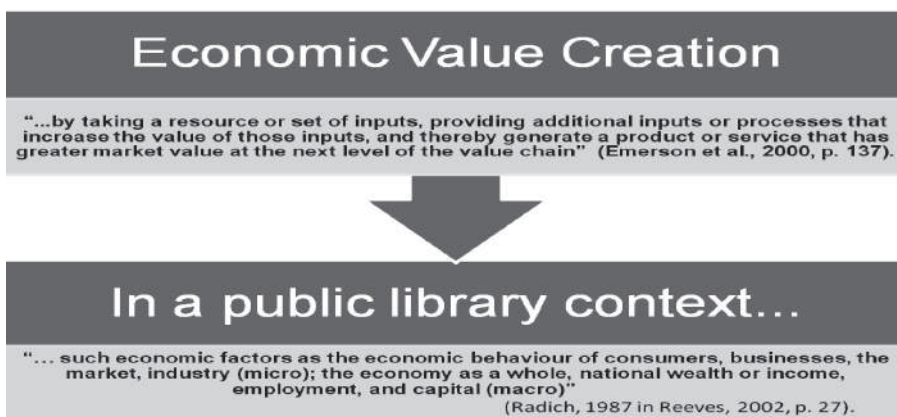 Economic Value Creation
“...by taking a resource or set of inputs, providing additional inputs or processes that
increase the value of those inputs, and thereby generate a product or service that has
greater market value at the next level of the value chain” (Emerson et al., 2000, p. 137).
In a public library context...
“... such economic factors as the economic behaviour of consumers, businesses, the
market, industry (micro); the economy as a whole, national wealth or income,
employment, and capital (macro)”
(Radich, 1987 in Reeves, 2002, p. 27).